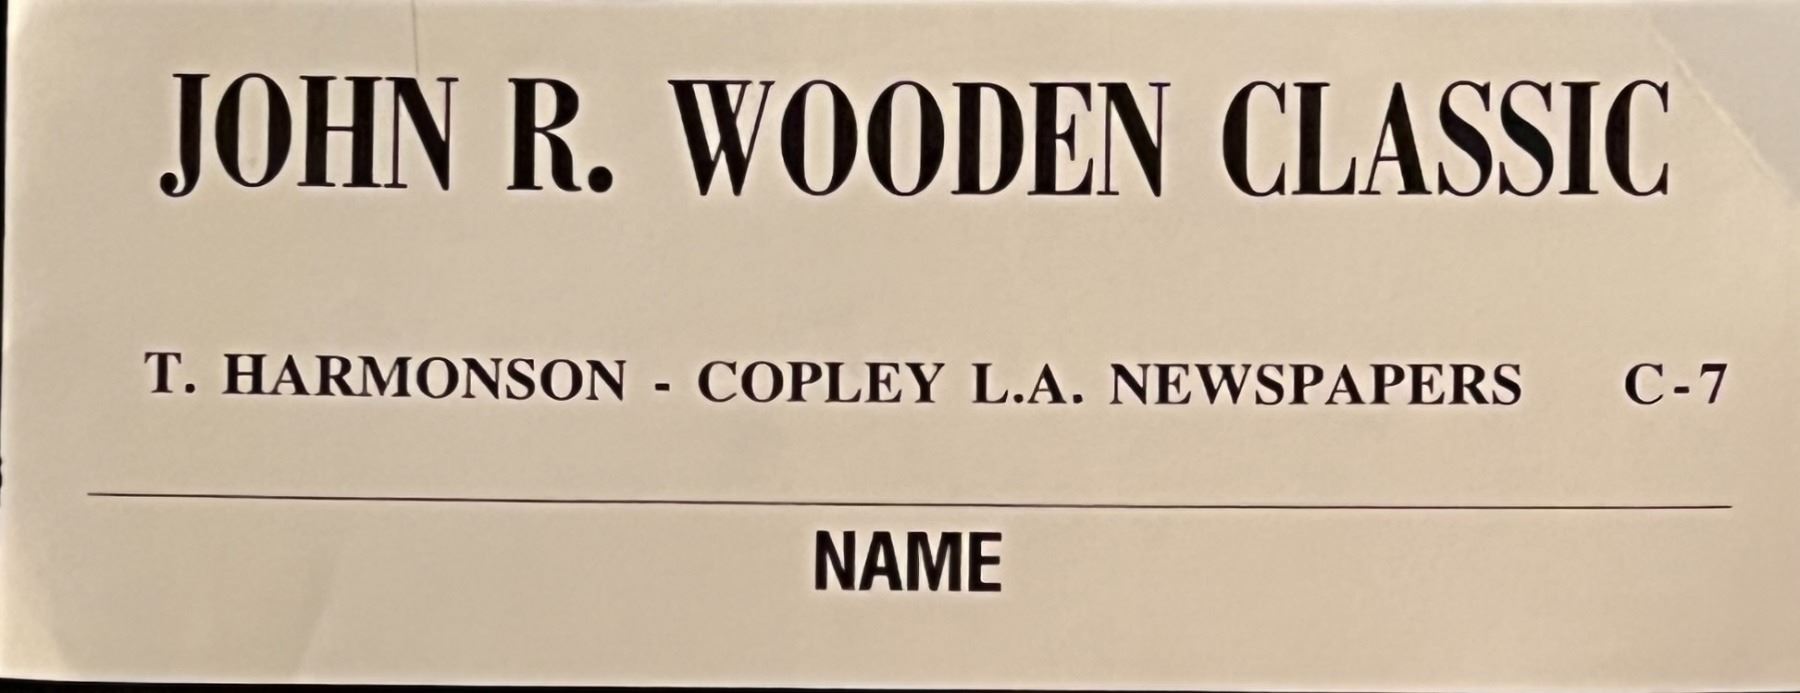 JOHN R. WOODEN CLASSIC
T. HARMONSON - COPLEY L.A. NEWSPAPERS C-7
NAME